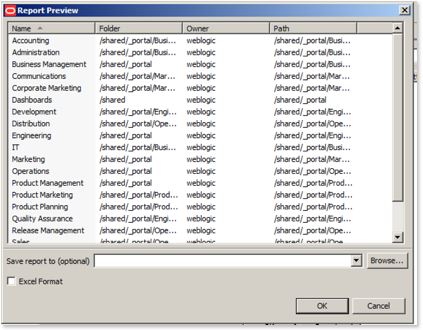 Report Preview
Name Folder Owner Path
Accounting /shared/_portal/Busi... weblogic /shared/_portal/Busi...
Administration /shared/_portal/Busi... weblogic /shared/_portal/Busi...
Business Management /shared/_portal weblogic /shared/_portal/Busi...
Communications /shared/_portal/Mar... weblogic /shared/_portal/Mar...
Corporate Marketing /shared/_portal/Mar... weblogic /shared/_portal/Mar...
Dashboards /shared weblogic /shared/_portal
Development /shared/_portal/Engi... weblogic /shared/_portal/Engi...
Distribution /shared/_portal/Ope... weblogic /shared/_portal/Ope...
Engineering /shared/_portal weblogic /shared/_portal/Engi...
IT /shared/_portal/Busi... weblogic /shared/_portal/Busi...
Marketing /shared/_portal weblogic /shared/_portal/Mar...
Operations /shared/_portal weblogic /shared/_portal/Ope...
Product Management /shared/_portal weblogic /shared/_portal/Prod...
Product Marketing /shared/_portal/Prod... weblogic /shared/_portal/Prod...
Product Planning /shared/_portal/Prod... weblogic /shared/_portal/Prod...
Quality Assurance /shared/_portal/Engi... weblogic /shared/_portal/Engi...
Release Management /shared/_portal/Ope... weblogic /shared/_portal/Ope...
Sales /shared/_portal/Ope... weblogic /shared/_portal/Ope...
Save report to (optional) Browse...
Excel Format
OK Cancel